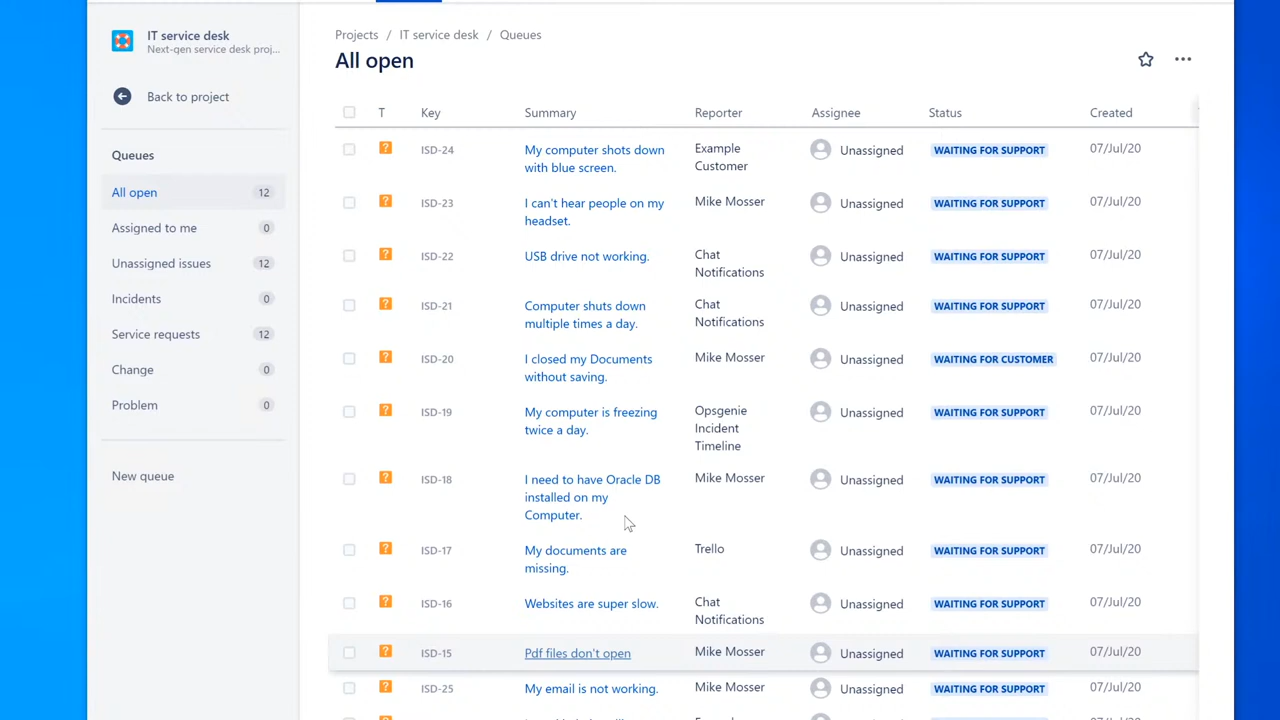 IT service desk
Next-gen service desk proj...
Back to project
Queues
All open 12
Assigned to me 0
Unassigned issues 12
Incidents 0
Service requests 12
Change 0
Problem 0
New queue
Projects / IT service desk / Queues
All open
T Key Summary Reporter Assignee Status Created
? ISD-24 My computer shots down Example Unassigned WAITING FOR SUPPORT 07/Jul/20
with blue screen. Customer
? ISD-23 I can't hear people on my Mike Mosser Unassigned WAITING FOR SUPPORT 07/Jul/20
headset.
? ISD-22 USB drive not working. Chat Unassigned WAITING FOR SUPPORT 07/Jul/20
Notifications
? ISD-21 Computer shuts down Chat Unassigned WAITING FOR SUPPORT 07/Jul/20
multiple times a day. Notifications
? ISD-20 I closed my Documents Mike Mosser Unassigned WAITING FOR CUSTOMER 07/Jul/20
without saving.
? ISD-19 My computer is freezing Opsgenie Unassigned WAITING FOR SUPPORT 07/Jul/20
twice a day. Incident
Timeline
? ISD-18 I need to have Oracle DB Mike Mosser Unassigned WAITING FOR SUPPORT 07/Jul/20
installed on my
Computer.
? ISD-17 My documents are Trello Unassigned WAITING FOR SUPPORT 07/Jul/20
missing.
? ISD-16 Websites are super slow. Chat Unassigned WAITING FOR SUPPORT 07/Jul/20
Notifications
? ISD-15 Pdf files don't open Mike Mosser Unassigned WAITING FOR SUPPORT 07/Jul/20
? ISD-25 My email is not working. Mike Mosser Unassigned WAITING FOR SUPPORT 07/Jul/20